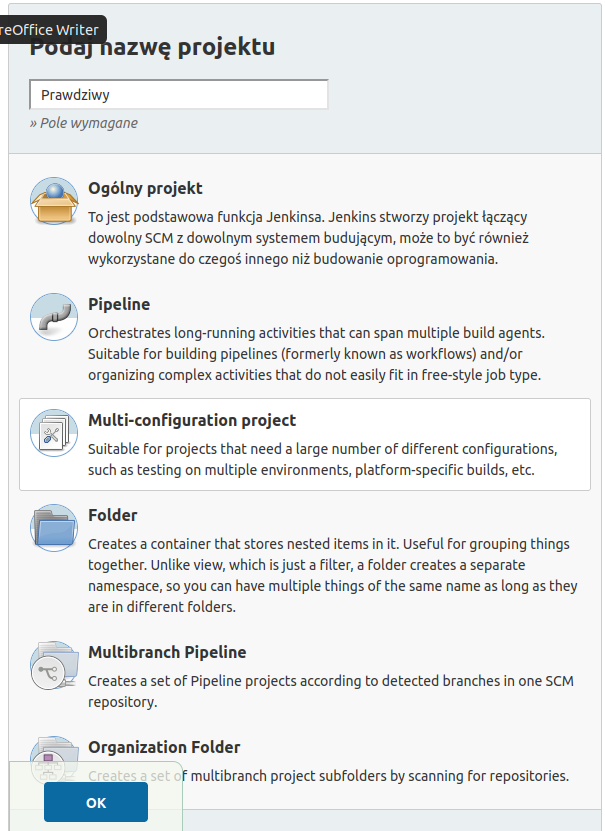 reOffice Writer
Podaj nazwę projektu
Prawdziwy
» Pole wymagane
Ogólny projekt
To jest podstawowa funkcja Jenkinsa. Jenkins stworzy projekt łączący
dowolny SCM z dowolnym systemem budującym, może to być również
wykorzystane do czegoś innego niż budowanie oprogramowania.
Pipeline
Orchestrates long-running activities that can span multiple build agents.
Suitable for building pipelines (formerly known as workflows) and/or
organizing complex activities that do not easily fit in free-style job type.
Multi-configuration project
Suitable for projects that need a large number of different configurations,
such as testing on multiple environments, platform-specific builds, etc.
Folder
Creates a container that stores nested items in it. Useful for grouping things
together. Unlike view, which is just a filter, a folder creates a separate
namespace, so you can have multiple things of the same name as long as they
are in different folders.
Multibranch Pipeline
Creates a set of Pipeline projects according to detected branches in one SCM
repository.
Organization Folder
Creates a set of multibranch project subfolders by scanning for repositories.
OK